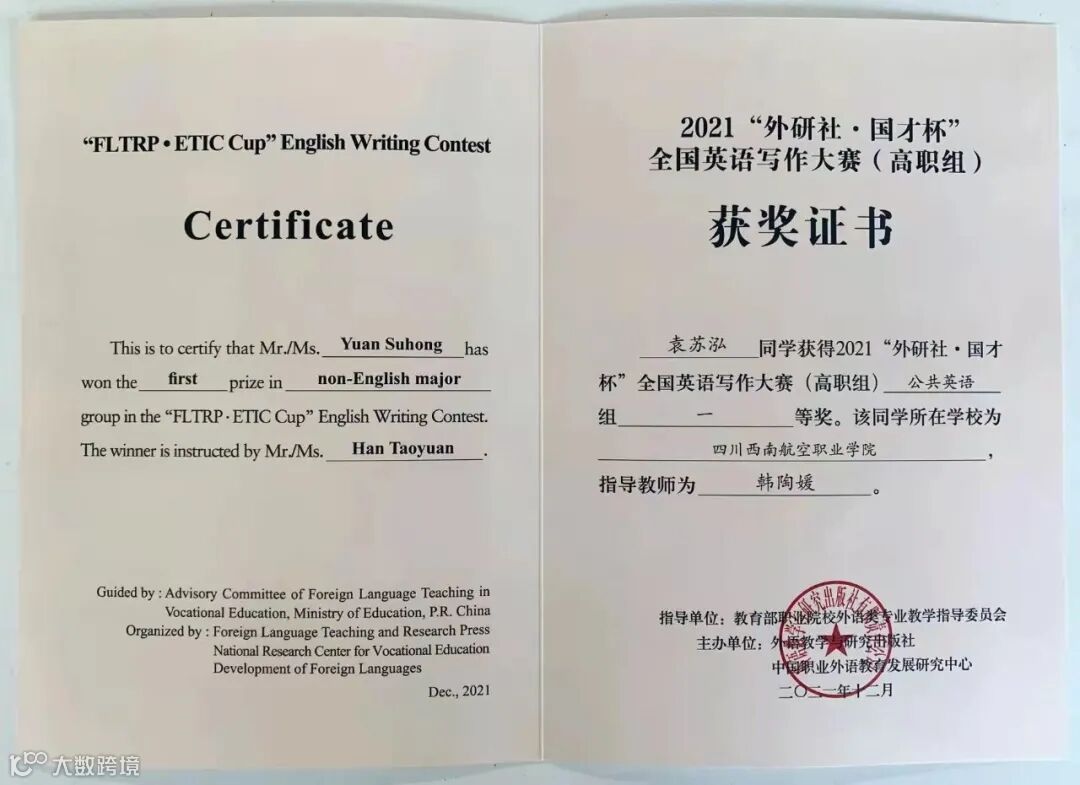 “FLTRP·ETIC Cup” English Writing Contest
Certificate
This is to certify that Mr./Ms. Yuan Suhong has
won the first prize in non-English major
group in the “FLTRP·ETIC Cup” English Writing Contest.
The winner is instructed by Mr./Ms. Han Taoyuan.
Guided by : Advisory Committee of Foreign Language Teaching in
Vocational Education, Ministry of Education, P.R. China
Organized by : Foreign Language Teaching and Research Press
National Research Center for Vocational Education
Development of Foreign Languages
Dec., 2021
2021“外研社·国才杯”
全国英语写作大赛（高职组）
获奖证书
袁苏泓同学获得2021“外研社·国才
杯”全国英语写作大赛（高职组）公共英语
组一等奖。该同学所在学校为
四川西南航空职业学院，
指导教师为韩陶媛。
指导单位：教育部职业院校外语类专业教学指导委员会
主办单位：外语教学与研究出版社
中国职业外语教育发展研究中心
二〇二一年十二月
大数跨境